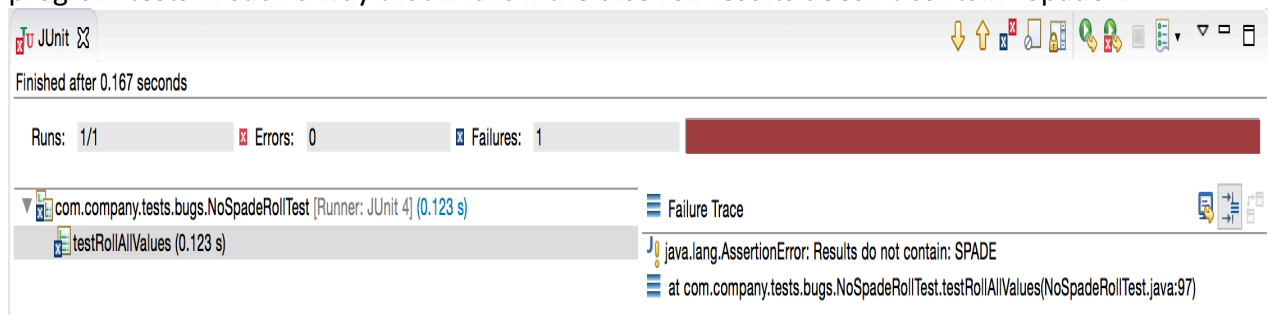 JUnit
Finished after 0.167 seconds
Runs: 1/1 Errors: 0 Failures: 1
com.company.tests.bugs.NoSpadeRollTest [Runner: JUnit 4] (0.123 s)
testRollAllValues (0.123 s)
Failure Trace
java.lang.AssertionError: Results do not contain: SPADE
at com.company.tests.bugs.NoSpadeRollTest.testRollAllValues(NoSpadeRollTest.java:97)